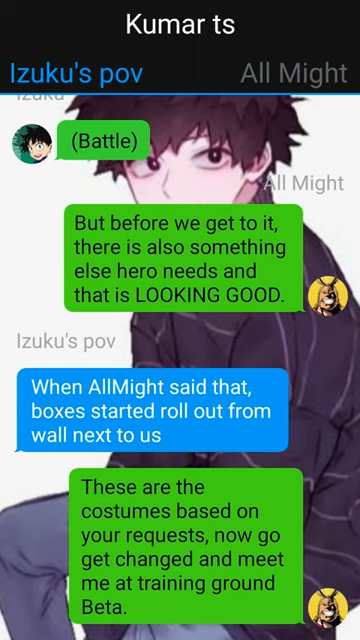 Kumar ts
Izuku's pov
All Might
Izuku
(Battle)
All Might
But before we get to it,
there is also something
else hero needs and
that is LOOKING GOOD.
Izuku's pov
When AllMight said that,
boxes started roll out from
wall next to us
These are the
costumes based on
your requests, now go
get changed and meet
me at training ground
Beta.